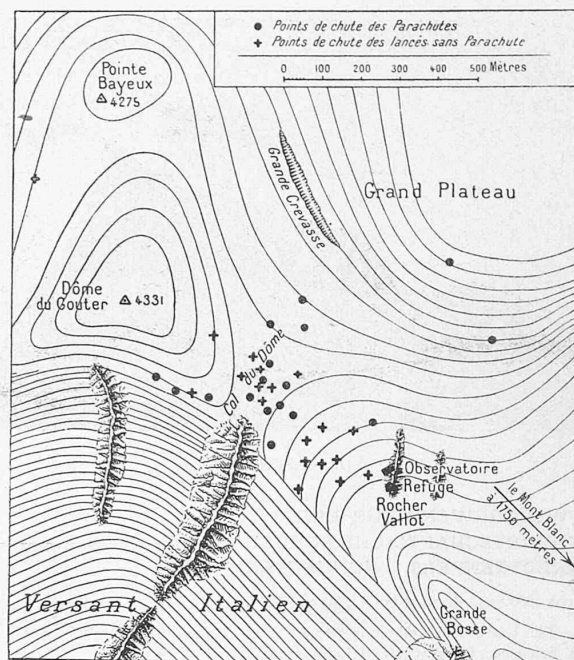 Points de chute des Parachutes
Points de chute des lancés sans Parachute
Mètres
0 100 200 300 400 500
Pointe
Bayeux
4275
Grande Crevasse
Grand Plateau
Dôme
du Goûter
4331
Col du Dôme
Observatoire
Refuge
Rocher
Vallot
le Mont Blanc
à 1750 mètres
Versant Italien
Grande
Bosse